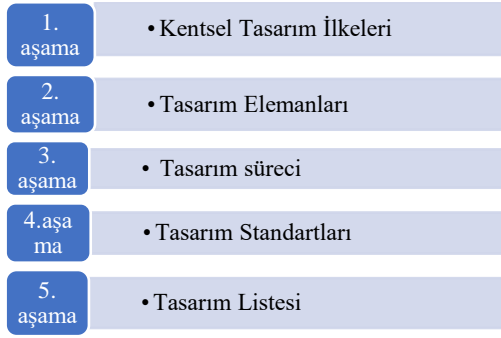 1.
aşama
• Kentsel Tasarım İlkeleri
2.
aşama
• Tasarım Elemanları
3.
aşama
• Tasarım süreci
4.aşa
ma
• Tasarım Standartları
5.
aşama
• Tasarım Listesi